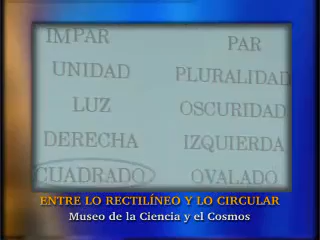 IMPAR PAR
UNIDAD PLURALIDAD
LUZ OSCURIDAD
DERECHA IZQUIERDA
CUADRADO OVALADO
ENTRE LO RECTILÍNEO Y LO CIRCULAR
Museo de la Ciencia y el Cosmos